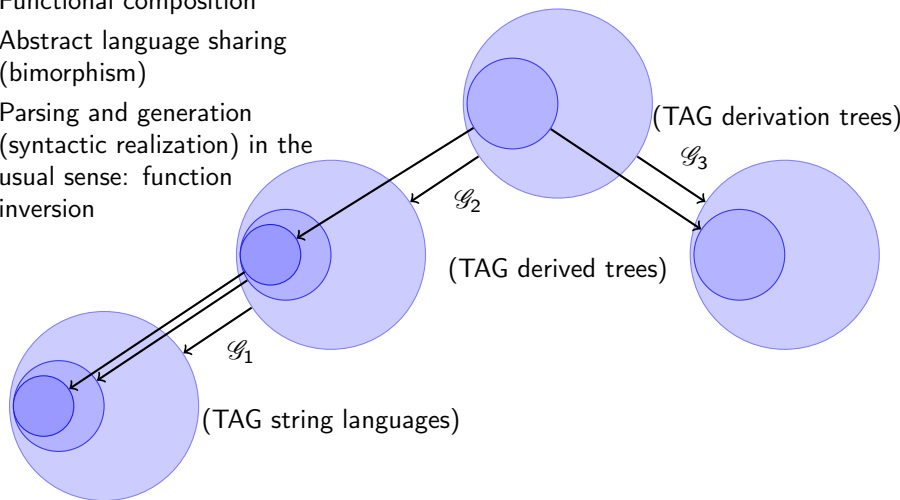 Functional composition
Abstract language sharing
(bimorphism)
Parsing and generation
(syntactic realization) in the
usual sense: function
inversion
(TAG derivation trees)
𝒢3
𝒢2
(TAG derived trees)
𝒢1
(TAG string languages)